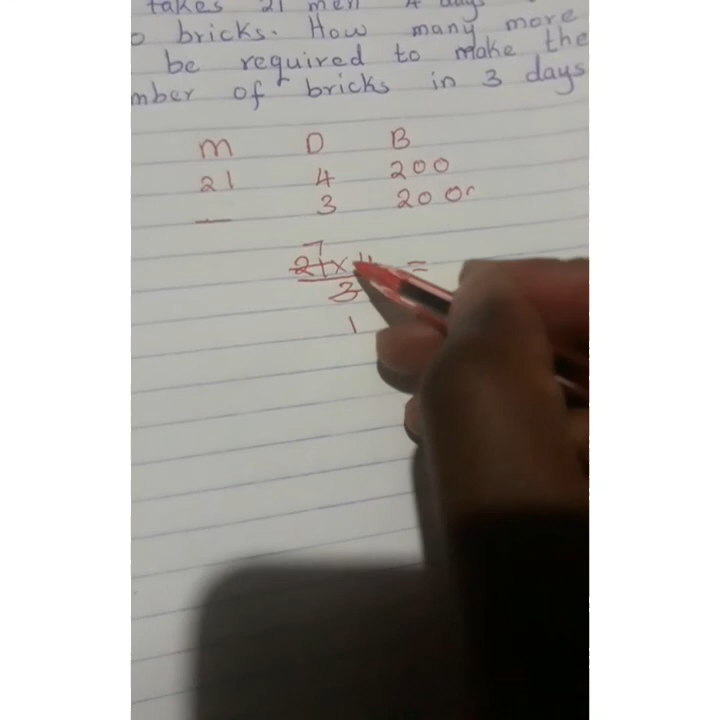 takes 21 men 4 days
o bricks. How many more
be required to make the
mber of bricks in 3 days
M D B
21 4 200
3 200
7
21 x 4 =
3
1